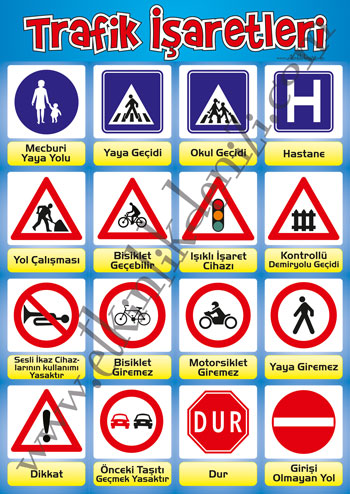 Trafik İşaretleri
Mecburi
Yaya Yolu
Yaya Geçidi
Okul Geçidi
H
Hastane
Yol Çalışması
Bisiklet
Geçebilir
Işıklı İşaret
Cihazı
Kontrollü
Demiryolu Geçidi
Sesli İkaz Cihaz-
larının kullanımı
Yasaktır
Bisiklet
Giremez
Motorsiklet
Giremez
Yaya Giremez
Dikkat
Önceki Taşıtı
Geçmek Yasaktır
DUR
Dur
Girişi
Olmayan Yol